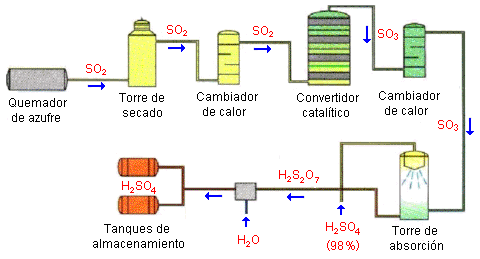 SO₂
SO₂
SO₂
SO₃
Quemador
de azufre
Torre de
secado
Cambiador
de calor
Convertidor
catalítico
Cambiador
de calor
SO₃
H₂SO₄
H₂S₂O₇
Tanques de
almacenamiento
H₂O
H₂SO₄
(98%)
Torre de
absorción